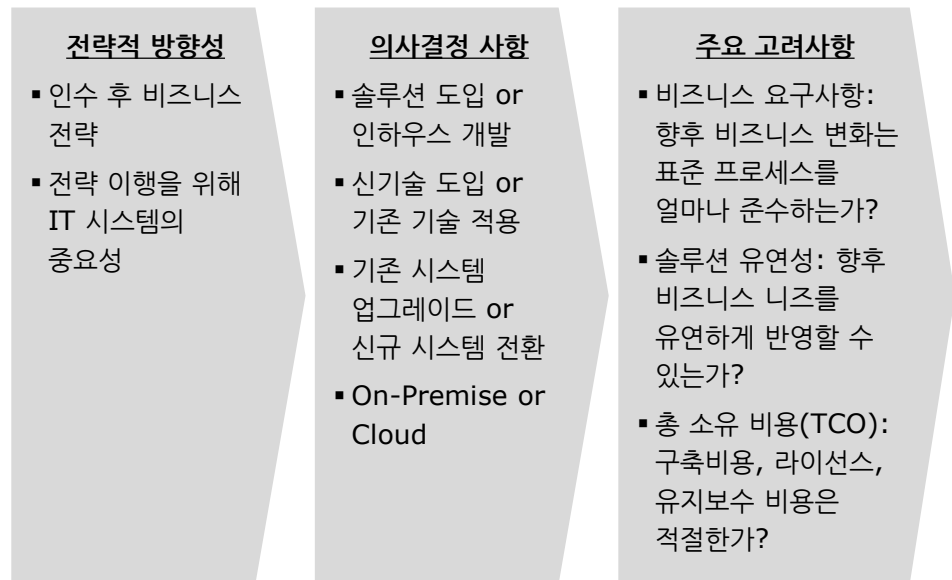 전략적 방향성
▪ 인수 후 비즈니스
전략
▪ 전략 이행을 위해
IT 시스템의
중요성
의사결정 사항
▪ 솔루션 도입 or
인하우스 개발
▪ 신기술 도입 or
기존 기술 적용
▪ 기존 시스템
업그레이드 or
신규 시스템 전환
▪ On-Premise or
Cloud
주요 고려사항
▪ 비즈니스 요구사항:
향후 비즈니스 변화는
표준 프로세스를
얼마나 준수하는가?
▪ 솔루션 유연성: 향후
비즈니스 니즈를
유연하게 반영할 수
있는가?
▪ 총 소유 비용(TCO):
구축비용, 라이선스,
유지보수 비용은
적절한가?